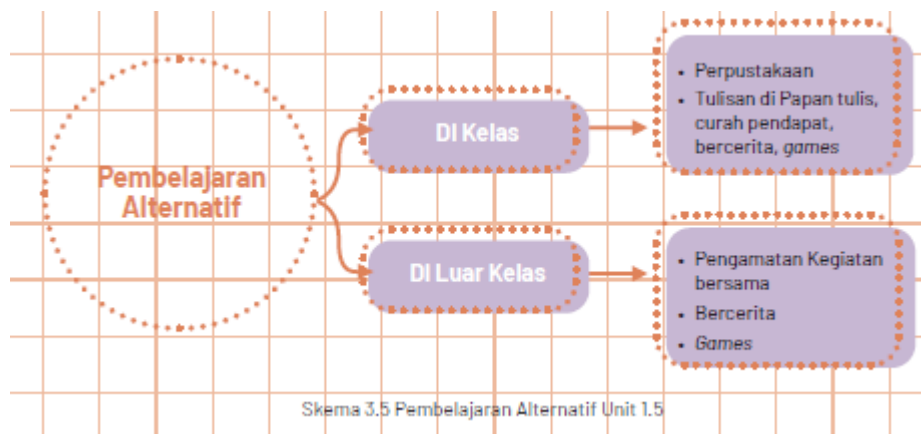 Pembelajaran
Alternatif
DI Kelas
• Perpustakaan
• Tulisan di Papan tulis,
curah pendapat,
bercerita, games
DI Luar Kelas
• Pengamatan Kegiatan
bersama
• Bercerita
• Games
Skema 3.5 Pembelajaran Alternatif Unit 1.5